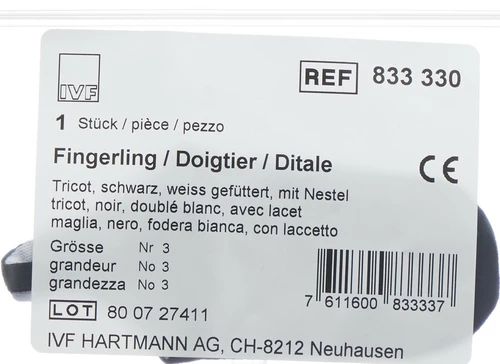 IVF
REF 833 330
1 Stück / pièce / pezzo
Fingerling / Doigtier / Ditale
CE
Tricot, schwarz, weiss gefüttert, mit Nestel
tricot, noir, doublé blanc, avec lacet
maglia, nero, fodera bianca, con laccetto
Grösse Nr 3
grandeur No 3
grandezza No 3
7 611600 833337
LOT 80 07 27411
IVF HARTMANN AG, CH-8212 Neuhausen